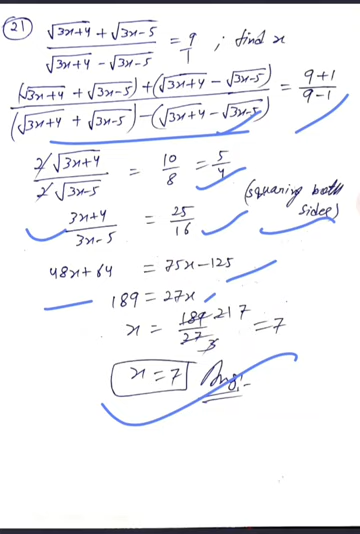 (21) (√(3x+4) + √(3x-5)) / (√(3x+4) - √(3x-5)) = 9/1 ; find x
((√(3x+4) + √(3x-5)) + (√(3x+4) - √(3x-5))) / ((√(3x+4) + √(3x-5)) - (√(3x+4) - √(3x-5))) = (9+1)/(9-1)
2√(3x+4) / 2√(3x-5) = 10/8 = 5/4
(squaring both sides)
(3x+4)/(3x-5) = 25/16
48x+64 = 75x-125
189 = 27x
x = 189/27 = 7
x = 7 Ans:-